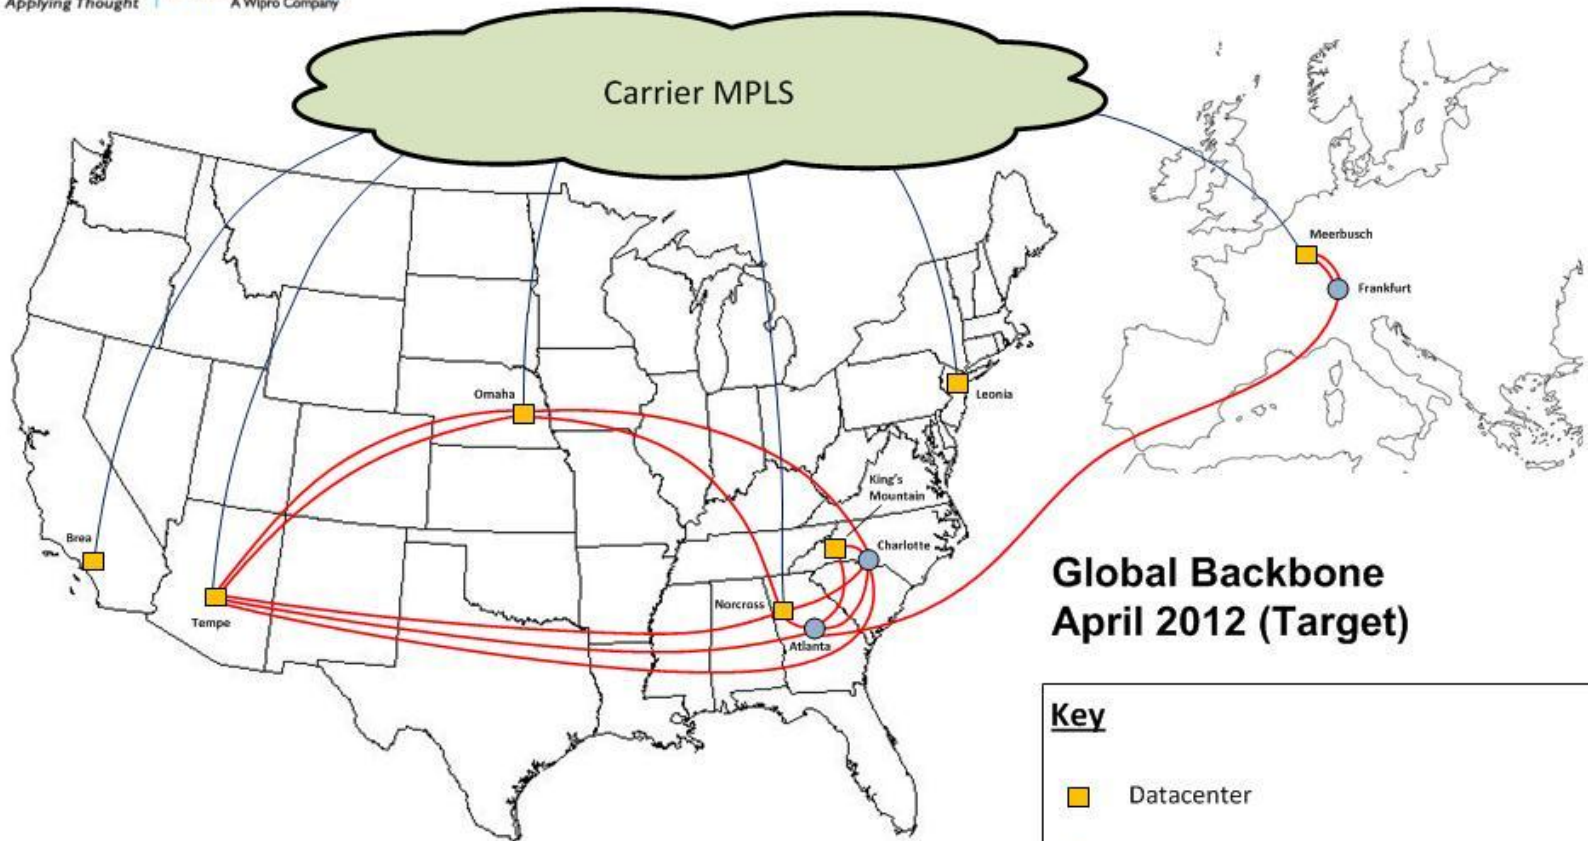 Applying Thought
A Wipro Company
Carrier MPLS
Meerbusch
Frankfurt
Omaha
Leonia
King's
Mountain
Brea
Charlotte
Tempe
Norcross
Atlanta
Global Backbone
April 2012 (Target)
Key
Datacenter